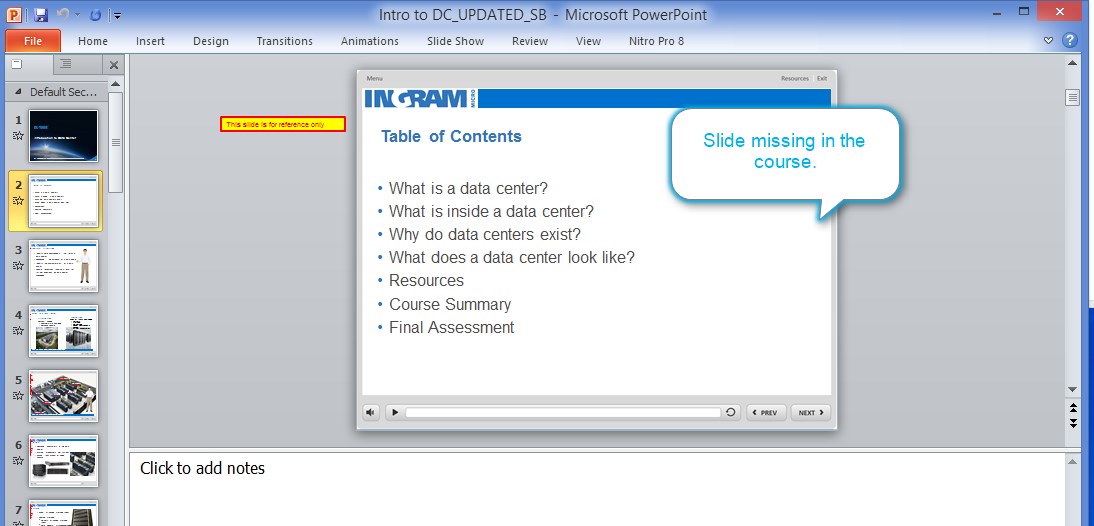 Intro to DC_UPDATED_SB - Microsoft PowerPoint
File Home Insert Design Transitions Animations Slide Show Review View Nitro Pro 8
Default Sec...
1
2
3
4
5
6
7
This slide is for reference only
Menu Resources Exit
INGRAM MICRO
Table of Contents
• What is a data center?
• What is inside a data center?
• Why do data centers exist?
• What does a data center look like?
• Resources
• Course Summary
• Final Assessment
Slide missing in the
course.
PREV NEXT
Click to add notes